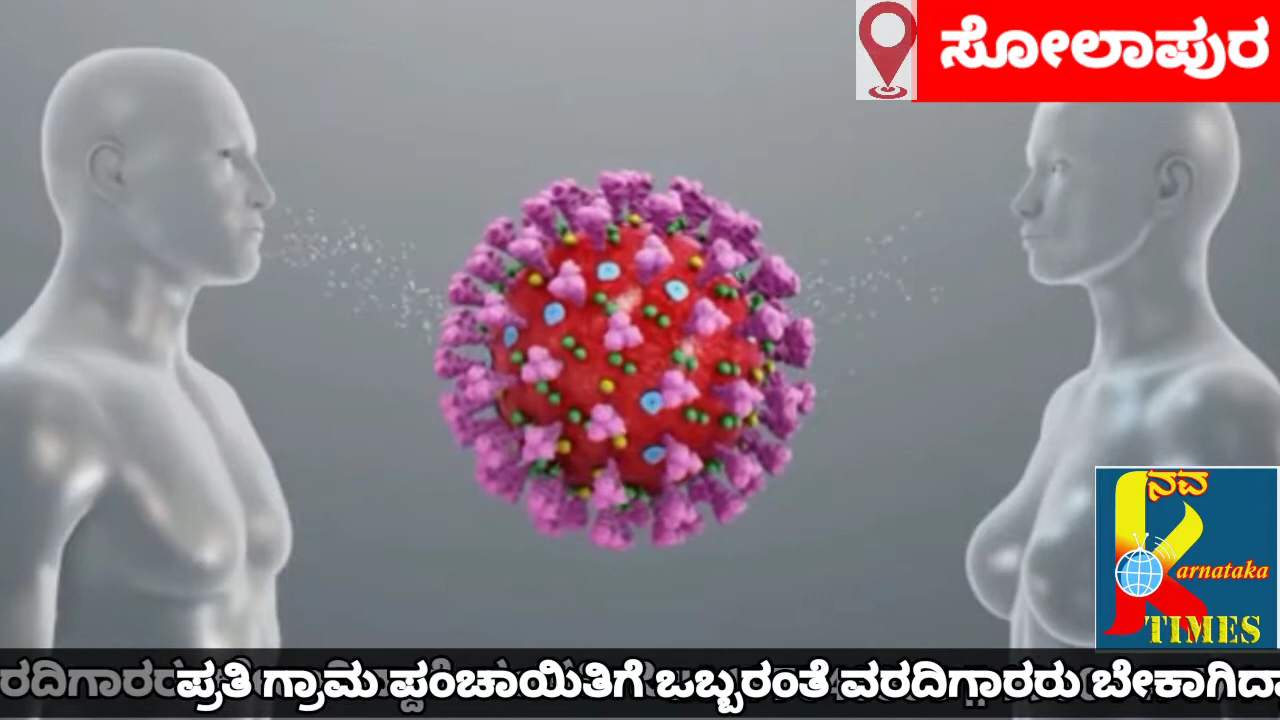 ಸೋಲಾಪುರ
ನವ
Karnataka
TIMES
ಪ್ರತಿ ಗ್ರಾಮ ಪಂಚಾಯಿತಿಗೆ ಒಬ್ಬರಂತೆ ವರದಿಗಾರರು